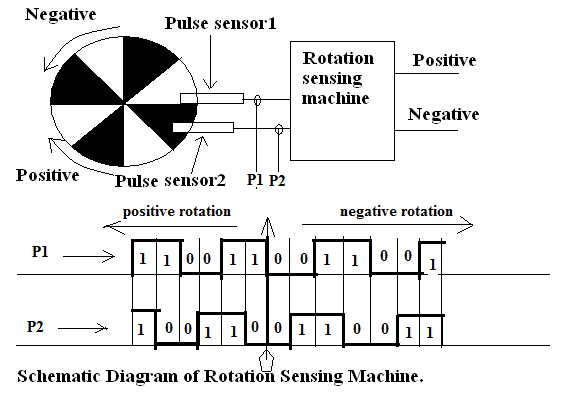 Negative
Pulse sensor1
Rotation
sensing
machine
Positive
Negative
Positive
Pulse sensor2
P1 P2
positive rotation
negative rotation
P1
1 1 0 0 1 1 0 0 1 1 0 0 1
P2
1 0 0 1 1 0 0 1 1 0 0 1 1
Schematic Diagram of Rotation Sensing Machine.